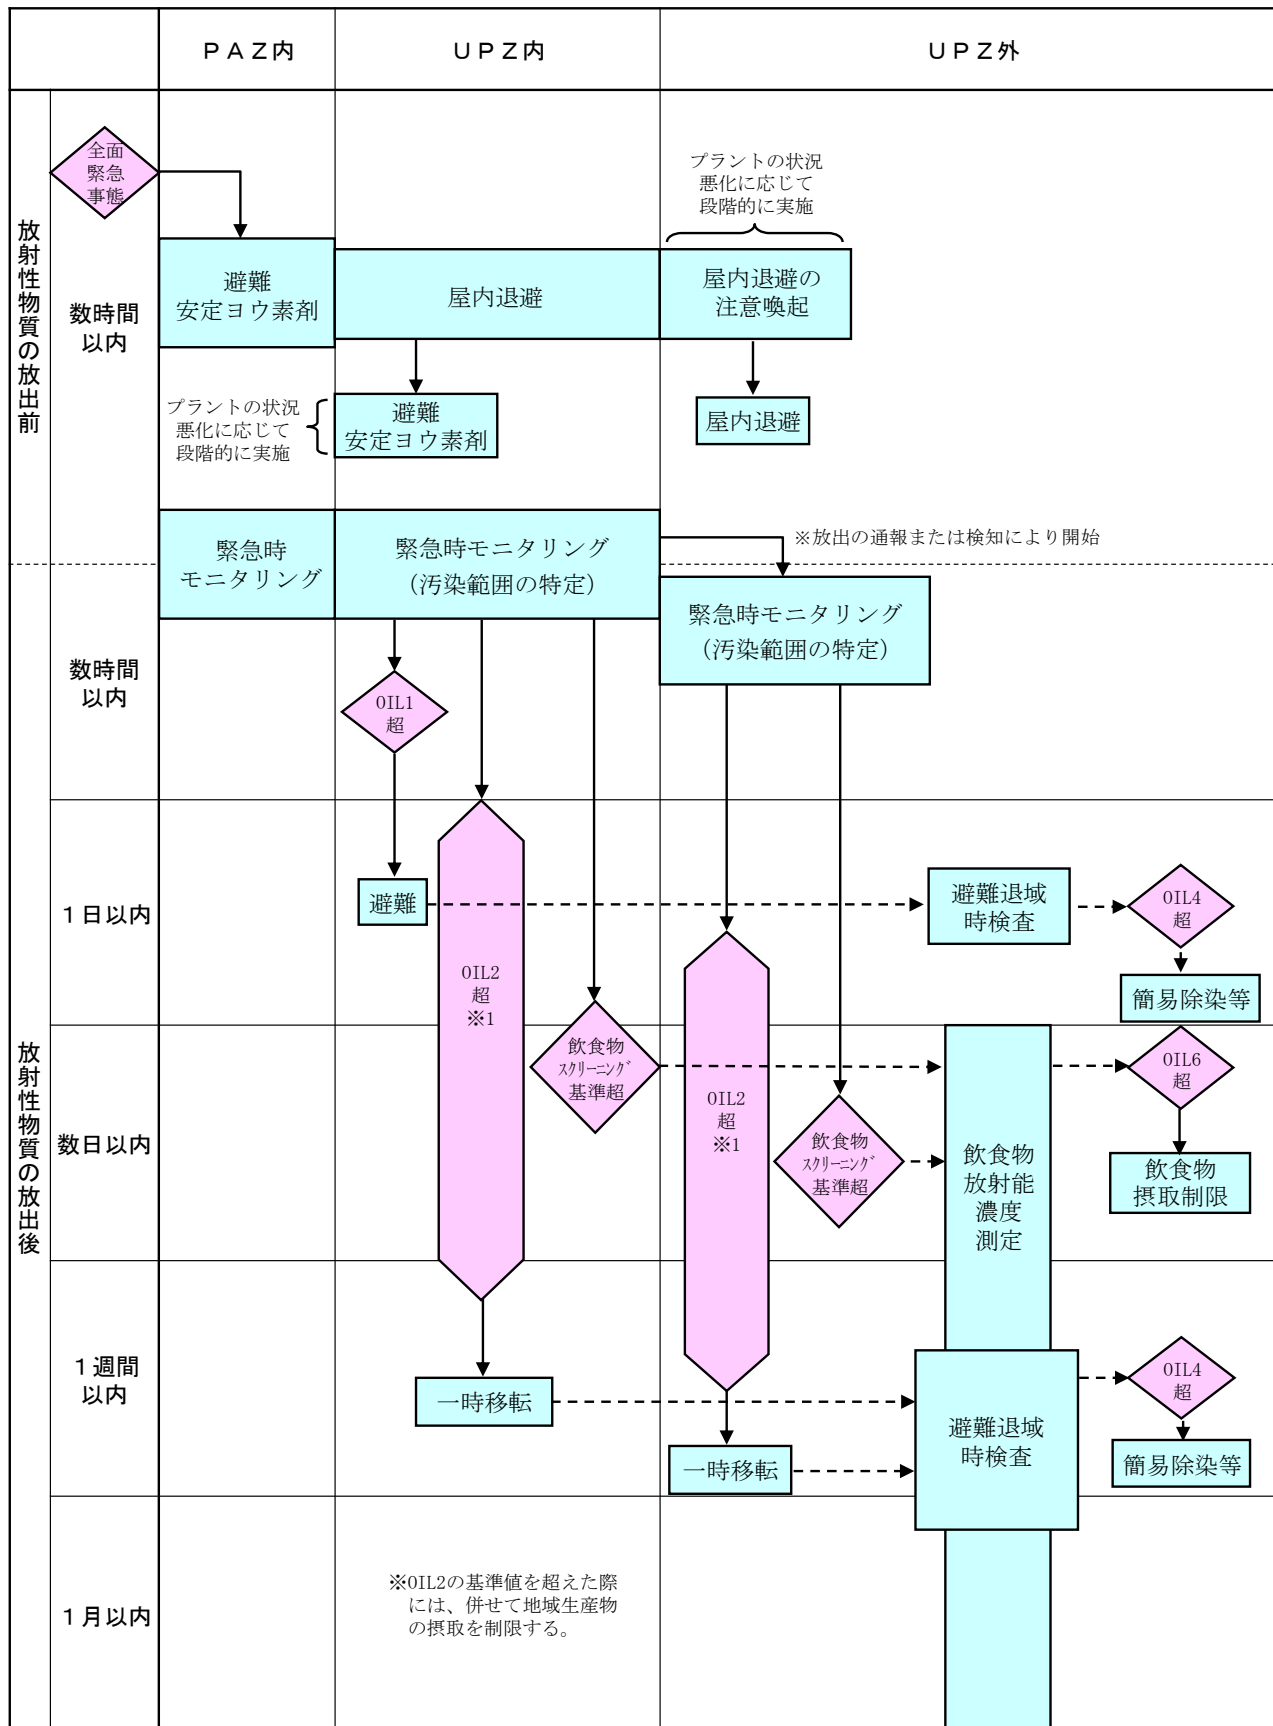 ＰＡＺ内
ＵＰＺ内
ＵＰＺ外
放射性物質の放出前
数時間
以内
全面
緊急
事態
プラントの状況
悪化に応じて
段階的に実施
避難
安定ヨウ素剤
屋内退避
屋内退避の
注意喚起
プラントの状況
悪化に応じて
段階的に実施
避難
安定ヨウ素剤
屋内退避
緊急時
モニタリング
緊急時モニタリング
（汚染範囲の特定）
※放出の通報または検知により開始
緊急時モニタリング
（汚染範囲の特定）
放射性物質の放出後
数時間
以内
OIL1
超
１日以内
避難
OIL2
超
※1
避難退域
時検査
OIL4
超
簡易除染等
数日以内
飲食物
ｽｸﾘｰﾆﾝｸﾞ
基準超
OIL2
超
※1
飲食物
ｽｸﾘｰﾆﾝｸﾞ
基準超
飲食物
放射能
濃度
測定
OIL6
超
飲食物
摂取制限
１週間
以内
一時移転
一時移転
避難退域
時検査
OIL4
超
簡易除染等
１月以内
※OIL2の基準値を超えた際
には、併せて地域生産物
の摂取を制限する。